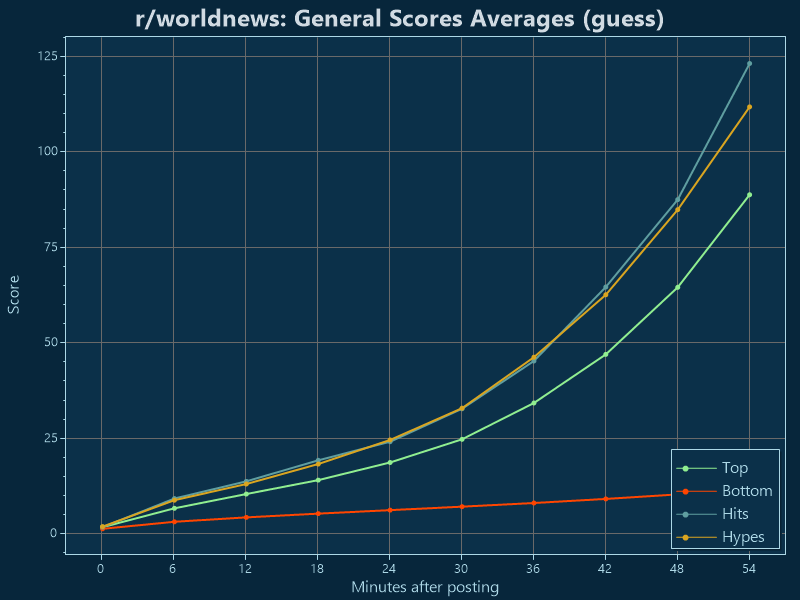 r/worldnews: General Scores Averages (guess)
125
100
75
50
25
0
Score
0 6 12 18 24 30 36 42 48 54
Minutes after posting
Top
Bottom
Hits
Hypes